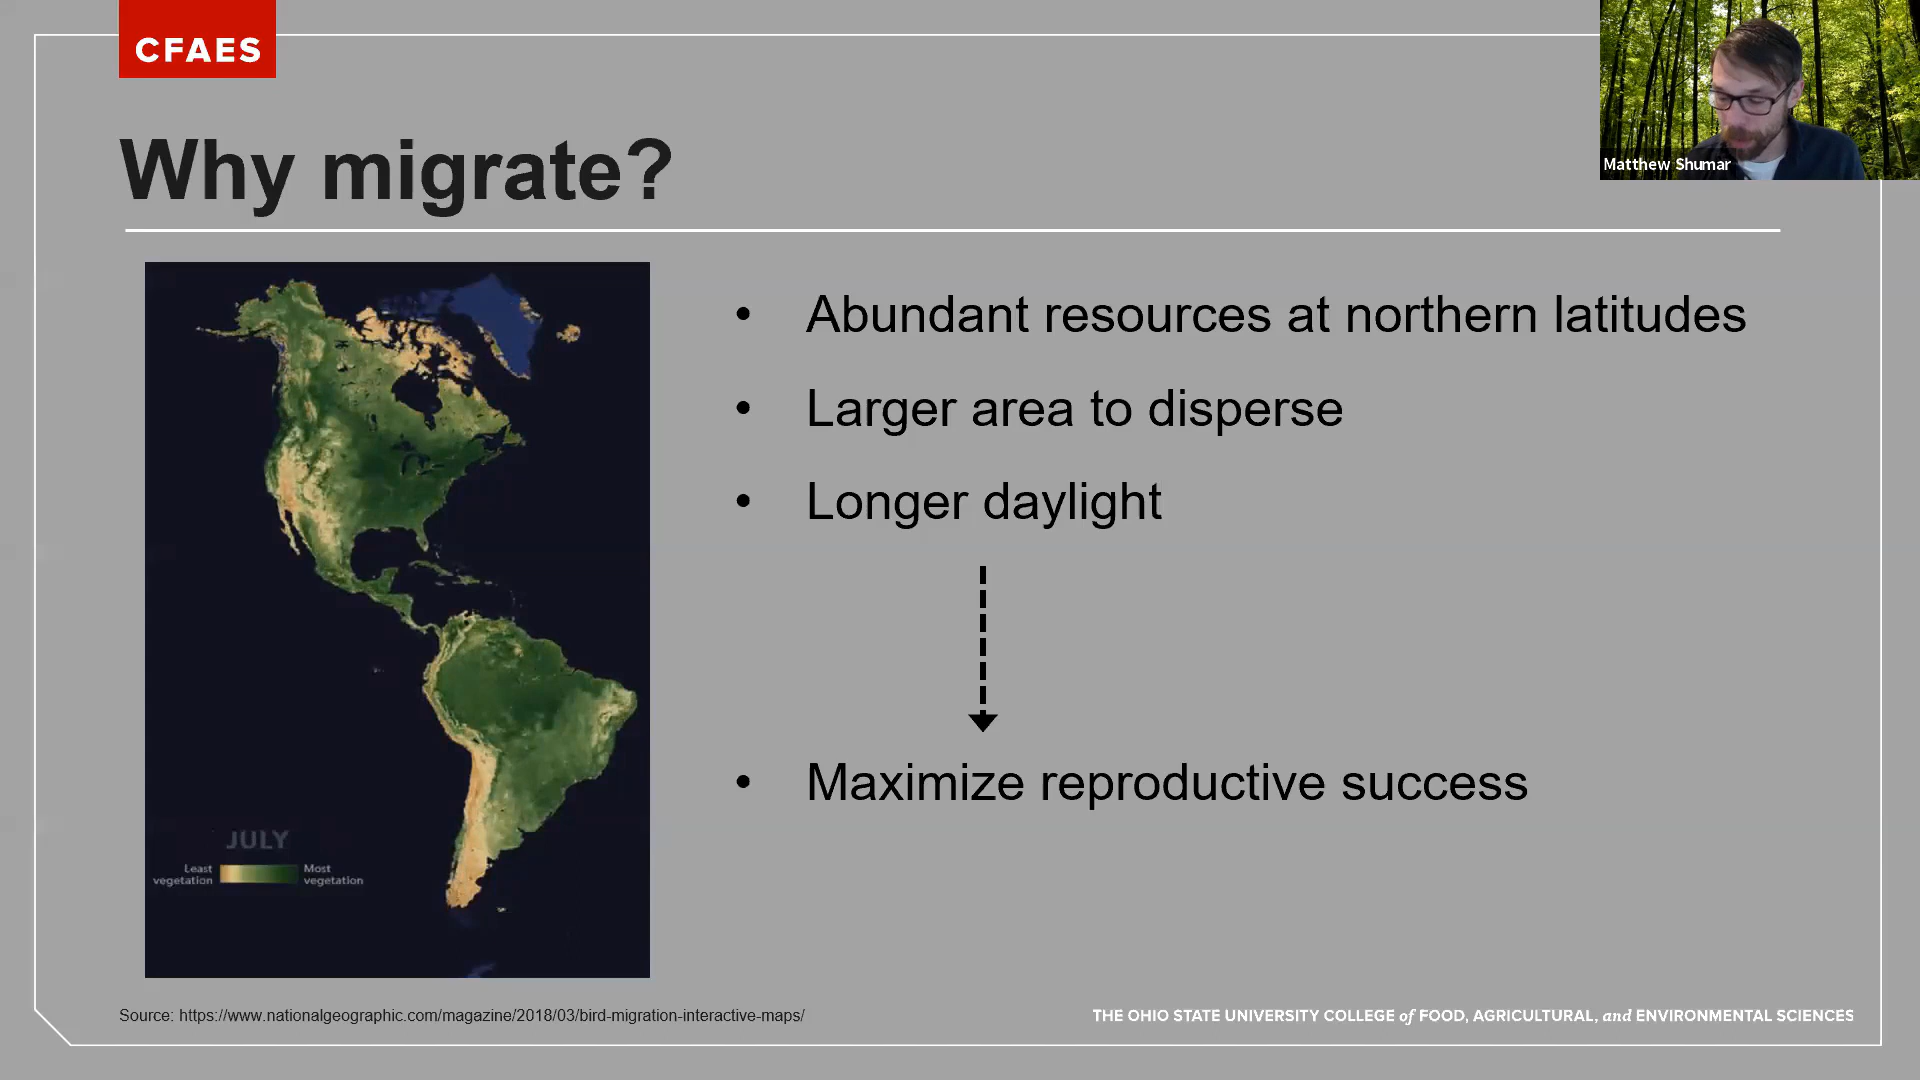 CFAES
Matthew Shumar
Why migrate?
• Abundant resources at northern latitudes
• Larger area to disperse
• Longer daylight
• Maximize reproductive success
JULY
Least vegetation
Most vegetation
Source: https://www.nationalgeographic.com/magazine/2018/03/bird-migration-interactive-maps/
THE OHIO STATE UNIVERSITY COLLEGE of FOOD, AGRICULTURAL, and ENVIRONMENTAL SCIENCES